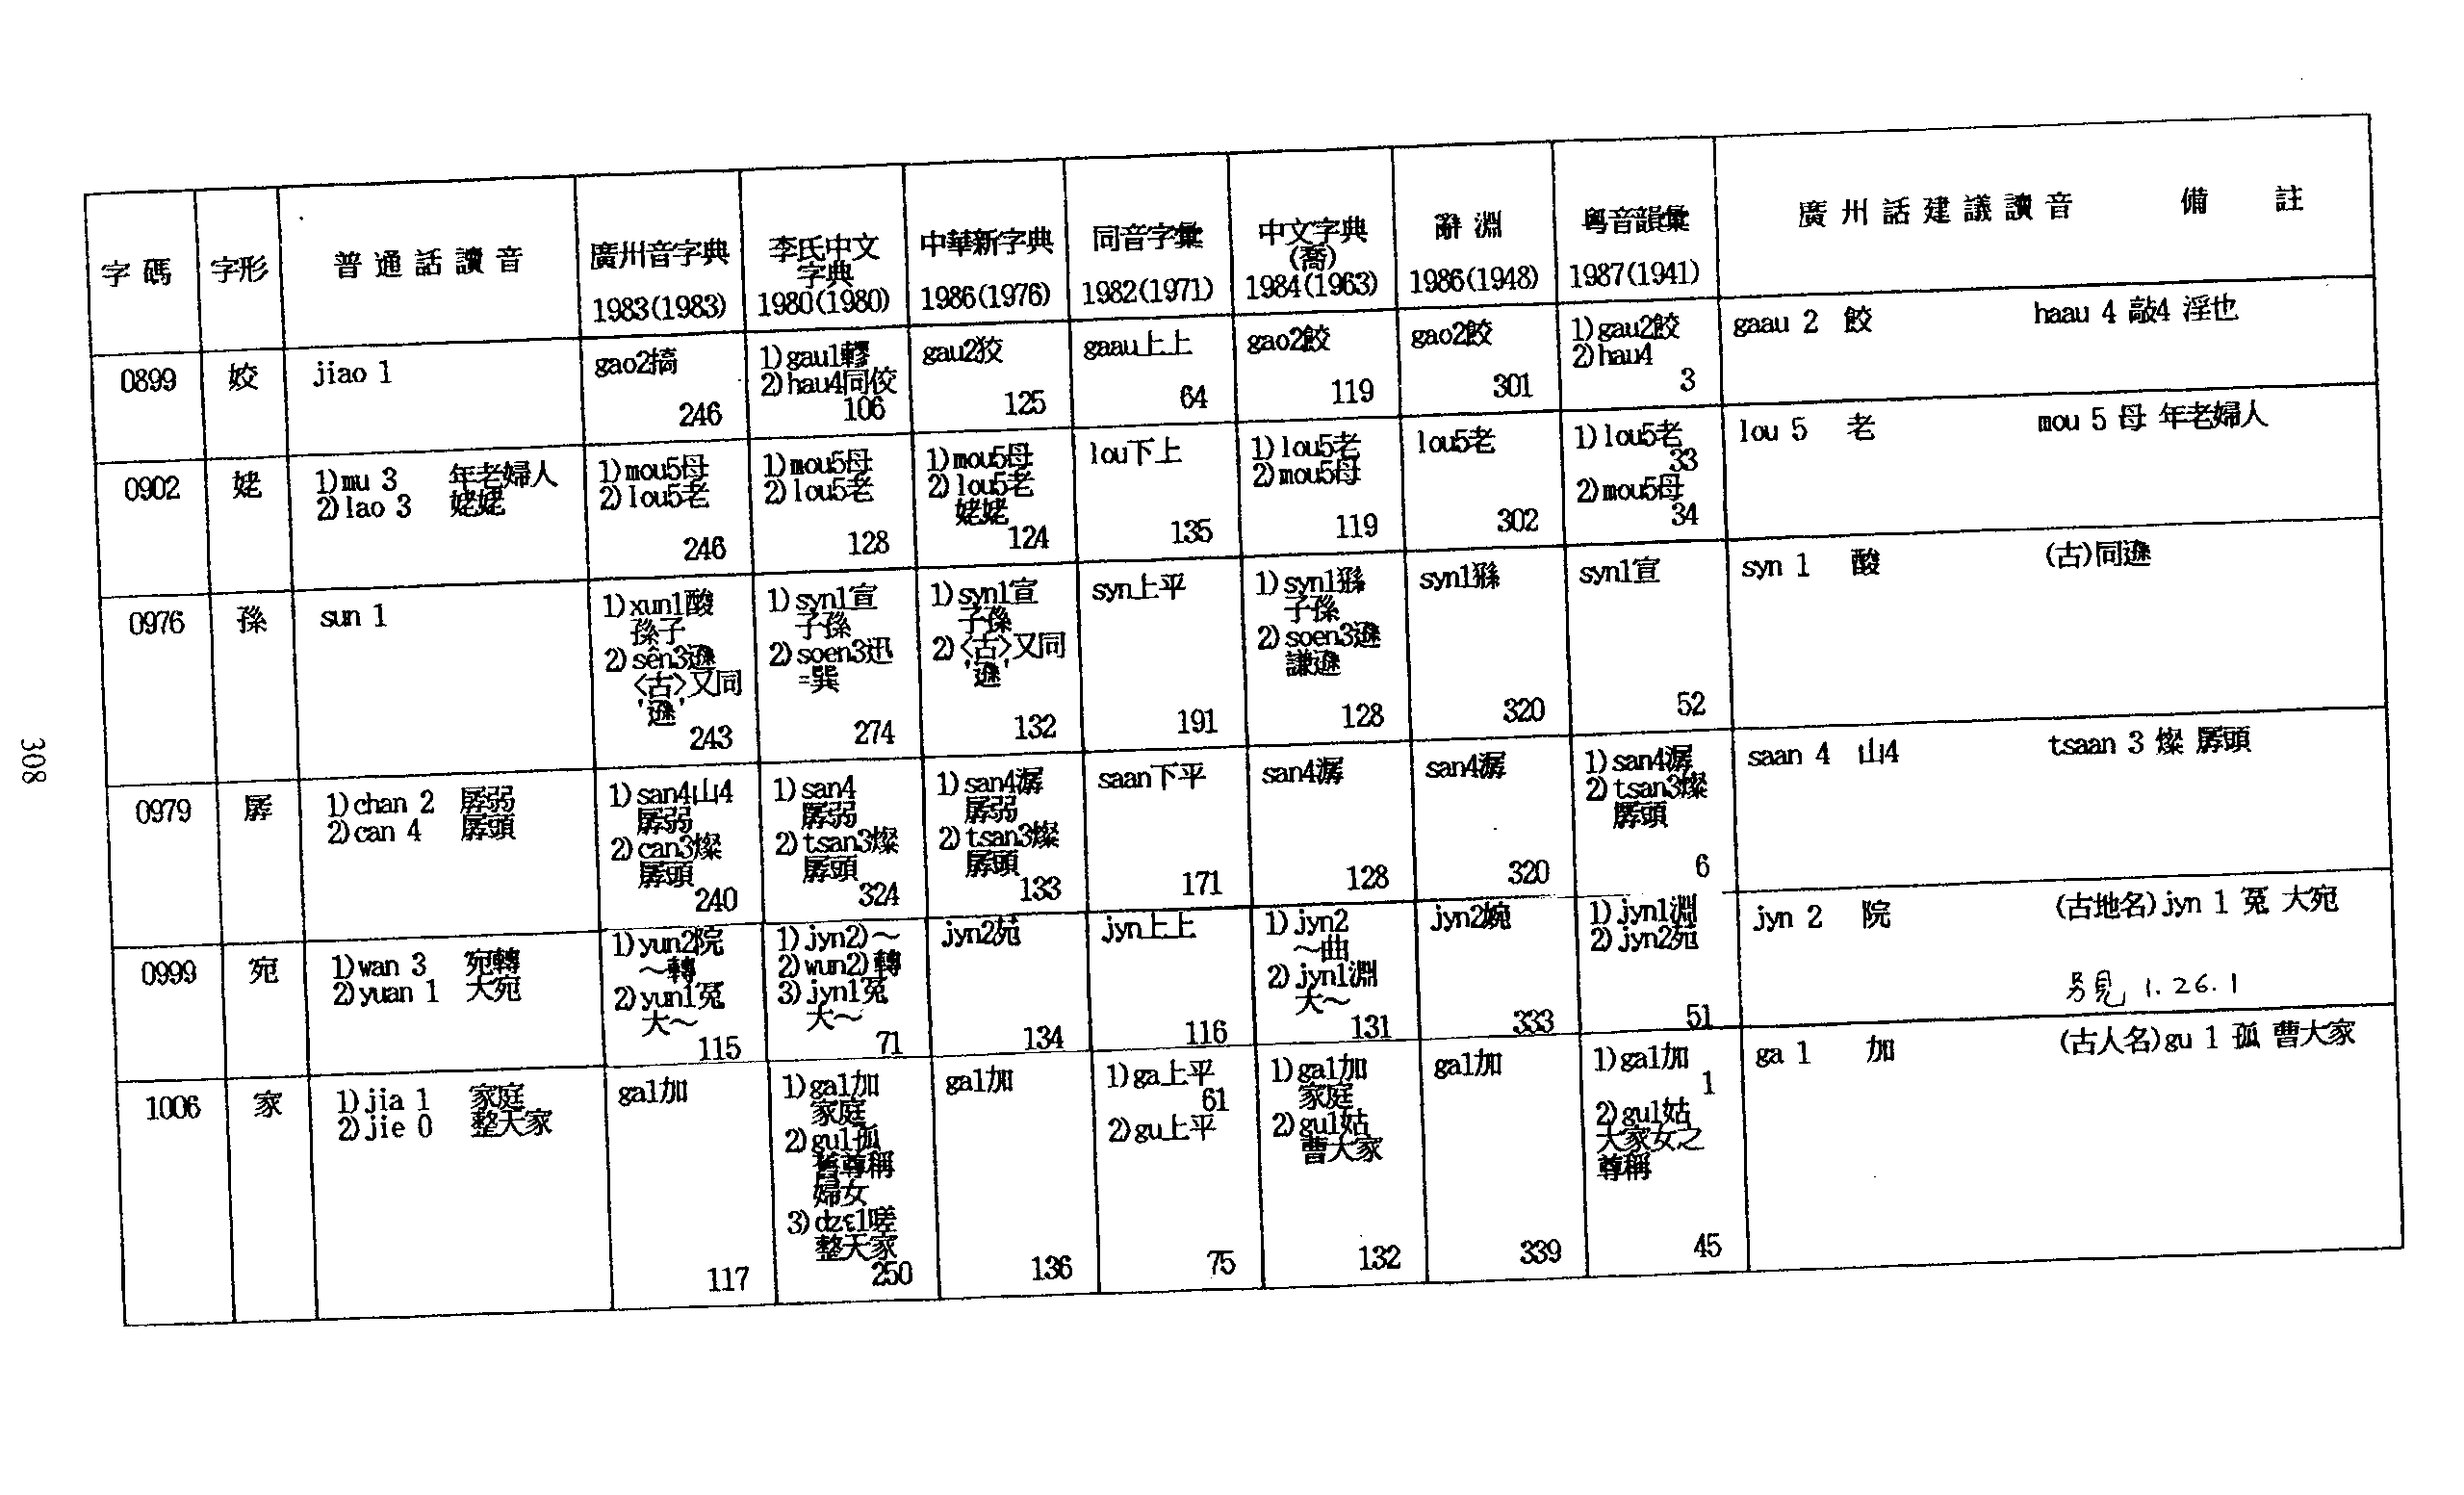 字碼 字形 普通話讀音 廣州音字典 1983(1983) 李氏中文字典 1980(1980) 中華新字典 1986(1976) 同音字彙 1982(1971) 中文字典(喬) 1984(1963) 辭淵 1986(1948) 粵音韻彙 1987(1941) 廣州話建議讀音 備註
0899 姣 jiao 1
gao2搞
246
1)gau1轇
2)hau4同佼
106
gau2狡
125
gaau上上
64
gao2餃
119
gao2餃
301
1)gau2餃
2)hau4
3
gaau 2 餃 haau 4 敲4 淫也
0902 姥
1)mu 3 年老婦人
2)lao 3 姥姥
1)mou5母
2)lou5老
246
1)mou5母
2)lou5老
128
1)mou5母
2)lou5老
姥姥
124
lou下上
135
1)lou5老
2)mou5母
119
lou5老
302
1)lou5老
33
2)mou5母
34
lou 5 老 mou 5 母 年老婦人
0976 孫 sun 1
1)xun1酸
孫子
2)sên3遜
<古>又同
'遜'
243
1)syn1宣
子孫
2)soen3迅
=巽
274
1)syn1宣
子孫
2)<古>又同
'遜'
132
syn上平
191
1)syn1猻
子孫
2)soen3遜
謙遜
128
syn1猻
320
syn1宣
52
syn 1 酸 (古)同遜
0979 孱
1)chan 2 孱弱
2)can 4 孱頭
1)san4山4
孱弱
2)can3燦
孱頭
240
1)san4
孱弱
2)tsan3燦
孱頭
324
1)san4潺
孱弱
2)tsan3燦
孱頭
133
saan下平
171
san4潺
128
san4潺
320
1)san4潺
2)tsan3燦
孱頭
6
saan 4 山4 tsaan 3 燦 孱頭
0999 宛
1)wan 3 宛轉
2)yuan 1 大宛
1)yun2院
～轉
2)yun1冤
大～
115
1)jyn2)～
2)wun2)轉
3)jyn1冤
大～
71
jyn2苑
134
jyn上上
116
1)jyn2
～曲
2)jyn1淵
大～
131
jyn2婉
333
1)jyn1淵
2)jyn2苑
51
jyn 2 院 (古地名)jyn 1 冤 大宛
另見 1.26.1
1006 家
1)jia 1 家庭
2)jie 0 整天家
ga1加
117
1)ga1加
家庭
2)gu1孤
舊尊稱
婦女
3)dzɛ1嗟
整天家
250
ga1加
136
1)ga上平
61
2)gu上平
75
1)ga1加
家庭
2)gu1姑
曹大家
132
ga1加
339
1)ga1加
1
2)gu1姑
大家女之
尊稱
45
ga 1 加 (古人名)gu 1 孤 曹大家
308